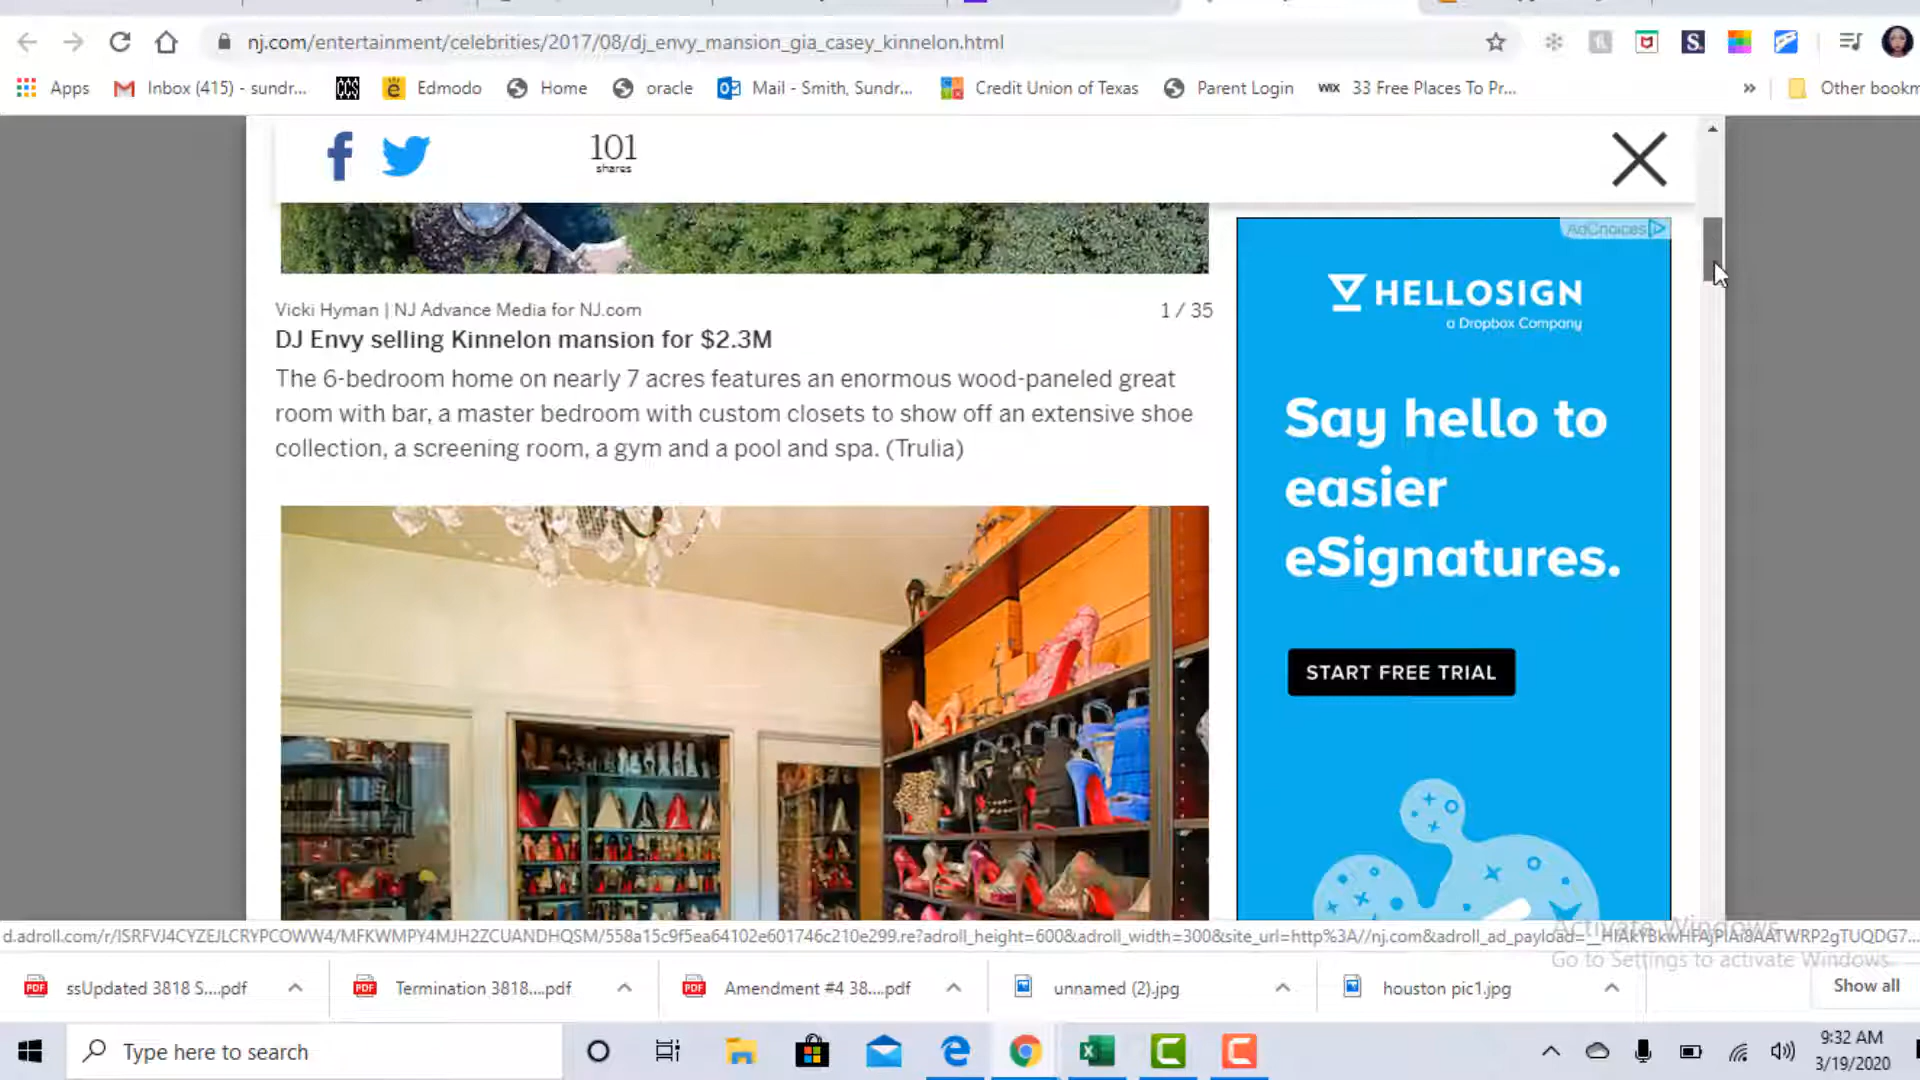 nj.com/entertainment/celebrities/2017/08/dj_envy_mansion_gia_casey_kinnelon.html
Apps
Inbox (415) - sundr...
CCS
Edmodo
Home
oracle
Mail - Smith, Sundr...
Credit Union of Texas
Parent Login
WIX 33 Free Places To Pr...
»
Other bookm
101
shares
AdChoices
Vicki Hyman | NJ Advance Media for NJ.com
1 / 35
DJ Envy selling Kinnelon mansion for $2.3M
The 6-bedroom home on nearly 7 acres features an enormous wood-paneled great
room with bar, a master bedroom with custom closets to show off an extensive shoe
collection, a screening room, a gym and a pool and spa. (Trulia)
HELLOSIGN
a Dropbox Company
Say hello to
easier
eSignatures.
START FREE TRIAL
Activate Windows
Go to Settings to activate Windows.
PDF ssUpdated 3818 S....pdf
PDF Termination 3818....pdf
PDF Amendment #4 38....pdf
unnamed (2).jpg
houston pic1.jpg
Show all
Type here to search
9:32 AM
3/19/2020